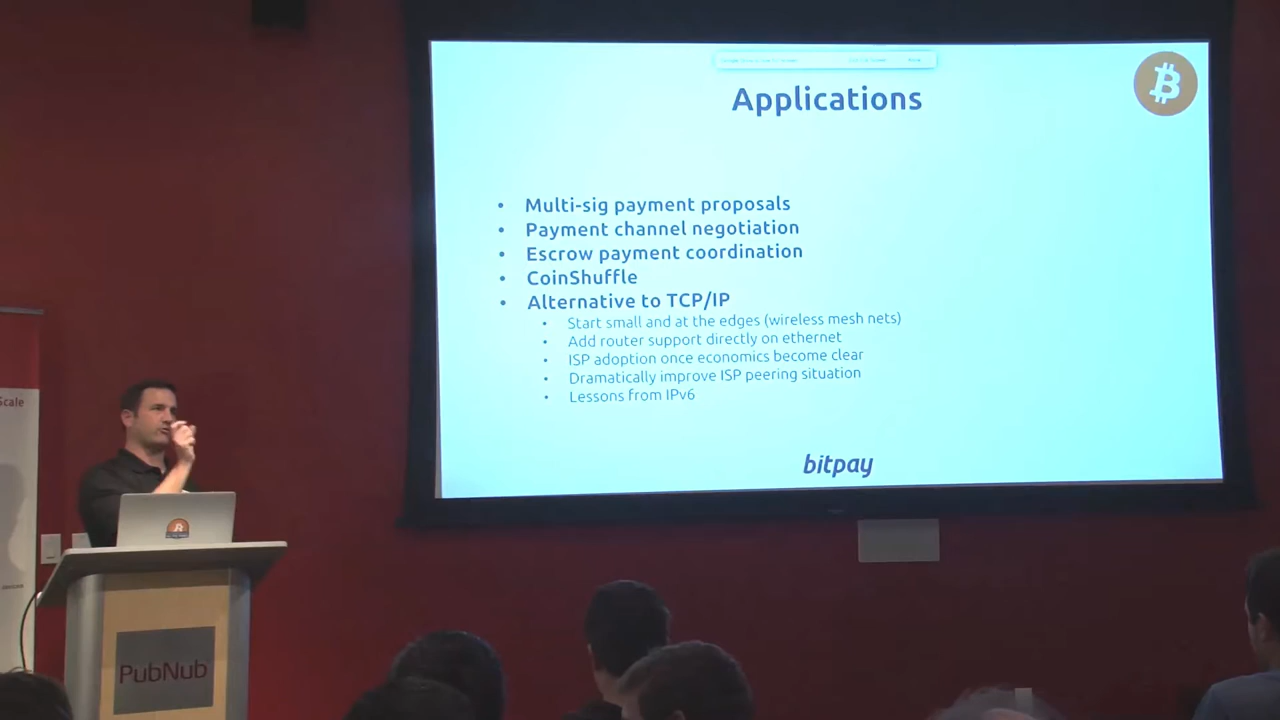 Applications
• Multi-sig payment proposals
• Payment channel negotiation
• Escrow payment coordination
• CoinShuffle
• Alternative to TCP/IP
• Start small and at the edges (wireless mesh nets)
• Add router support directly on ethernet
• ISP adoption once economics become clear
• Dramatically improve ISP peering situation
• Lessons from IPv6
bitpay
Scale
PubNub